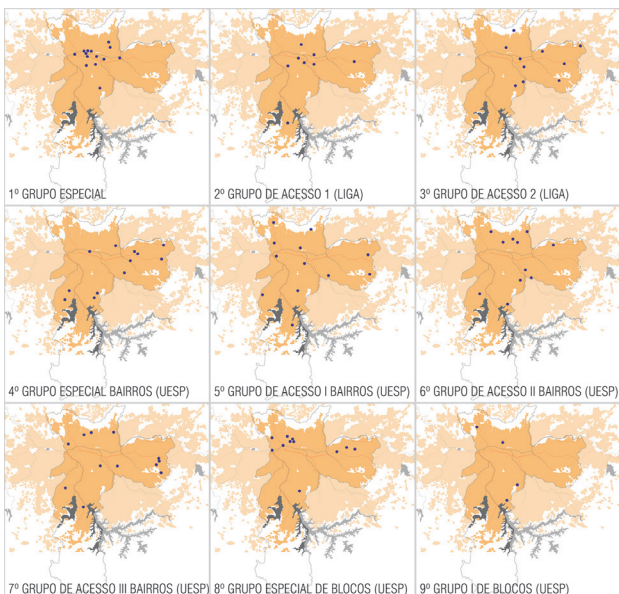 1º GRUPO ESPECIAL
2º GRUPO DE ACESSO 1 (LIGA)
3º GRUPO DE ACESSO 2 (LIGA)
4º GRUPO ESPECIAL BAIRROS (UESP)
5º GRUPO DE ACESSO I BAIRROS (UESP)
6º GRUPO DE ACESSO II BAIRROS (UESP)
7º GRUPO DE ACESSO III BAIRROS (UESP)
8º GRUPO ESPECIAL DE BLOCOS (UESP)
9º GRUPO I DE BLOCOS (UESP)